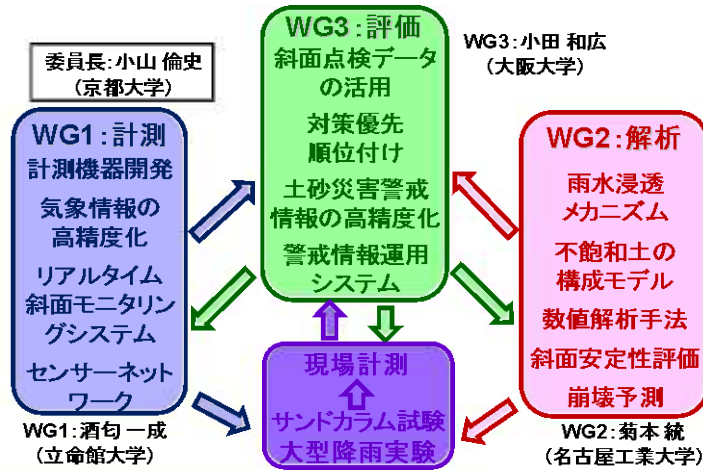 委員長:小山 倫史
(京都大学)
WG3:評価
斜面点検データ
の活用
対策優先
順位付け
土砂災害警戒
情報の高精度化
警戒情報運用
システム
WG3:小田 和広
(大阪大学)
WG1:計測
計測機器開発
気象情報の
高精度化
リアルタイム
斜面モニタリン
グシステム
センサーネット
ワーク
WG1:酒匂 一成
(立命館大学)
WG2:解析
雨水浸透
メカニズム
不飽和土の
構成モデル
数値解析手法
斜面安定性評価
崩壊予測
WG2:菊本 統
(名古屋工業大学)
現場計測
サンドカラム試験
大型降雨実験